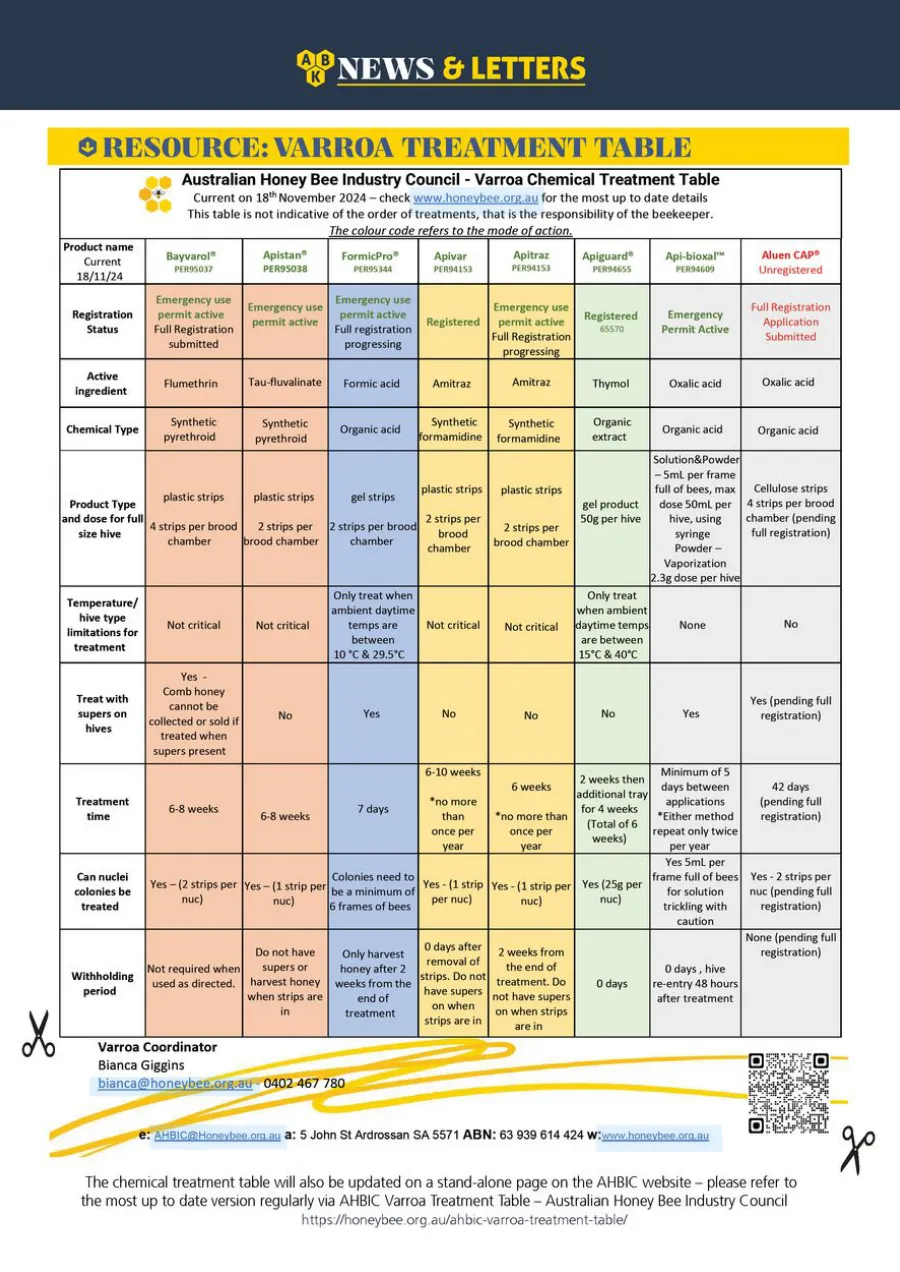 A B K NEWS & LETTERS
RESOURCE: VARROA TREATMENT TABLE
Australian Honey Bee Industry Council - Varroa Chemical Treatment Table
Current on 18th November 2024 – check www.honeybee.org.au for the most up to date details
This table is not indicative of the order of treatments, that is the responsibility of the beekeeper.
The colour code refers to the mode of action.
Product name
Current
18/11/24
Bayvarol®
PER95037
Apistan®
PER95038
FormicPro®
PER95344
Apivar
PER94153
Apitraz
PER94153
Apiguard®
PER94655
Api-bioxal™
PER94609
Aluen CAP®
Unregistered
Registration
Status
Emergency use
permit active
Full Registration
submitted
Emergency use
permit active
Emergency use
permit active
Full registration
progressing
Registered
Emergency use
permit active
Full Registration
progressing
Registered
65570
Emergency
Permit Active
Full Registration
Application
Submitted
Active
ingredient
Flumethrin
Tau-fluvalinate
Formic acid
Amitraz
Amitraz
Thymol
Oxalic acid
Oxalic acid
Chemical Type
Synthetic
pyrethroid
Synthetic
pyrethroid
Organic acid
Synthetic
formamidine
Synthetic
formamidine
Organic
extract
Organic acid
Organic acid
Product Type
and dose for full
size hive
plastic strips
4 strips per brood
chamber
plastic strips
2 strips per
brood chamber
gel strips
2 strips per brood
chamber
plastic strips
2 strips per
brood
chamber
plastic strips
2 strips per
brood chamber
gel product
50g per hive
Solution&Powder
– 5mL per frame
full of bees, max
dose 50mL per
hive, using
syringe
Powder –
Vaporization
2.3g dose per hive
Cellulose strips
4 strips per brood
chamber (pending
full registration)
Temperature/
hive type
limitations for
treatment
Not critical
Not critical
Only treat when
ambient daytime
temps are
between
10 °C & 29.5°C
Not critical
Not critical
Only treat
when ambient
daytime temps
are between
15°C & 40°C
None
No
Treat with
supers on
hives
Yes -
Comb honey
cannot be
collected or sold if
treated when
supers present
No
Yes
No
No
No
Yes
Yes (pending full
registration)
Treatment
time
6-8 weeks
6-8 weeks
7 days
6-10 weeks
*no more
than
once per
year
6 weeks
*no more than
once per
year
2 weeks then
additional tray
for 4 weeks
(Total of 6
weeks)
Minimum of 5
days between
applications
*Either method
repeat only twice
per year
42 days
(pending full
registration)
Can nuclei
colonies be
treated
Yes – (2 strips per
nuc)
Yes – (1 strip per
nuc)
Colonies need to
be a minimum of
6 frames of bees
Yes - (1 strip
per nuc)
Yes - (1 strip per
nuc)
Yes (25g per
nuc)
Yes 5mL per
frame full of bees
for solution
trickling with
caution
Yes - 2 strips per
nuc (pending full
registration)
Withholding
period
Not required when
used as directed.
Do not have
supers or
harvest honey
when strips are
in
Only harvest
honey after 2
weeks from the
end of
treatment
0 days after
removal of
strips. Do not
have supers
on when
strips are in
2 weeks from
the end of
treatment. Do
not have supers
on when strips
are in
0 days
0 days , hive
re-entry 48 hours
after treatment
None (pending full
registration)
Varroa Coordinator
Bianca Giggins
bianca@honeybee.org.au - 0402 467 780
e: AHBIC@Honeybee.org.au a: 5 John St Ardrossan SA 5571 ABN: 63 939 614 424 w:www.honeybee.org.au
The chemical treatment table will also be updated on a stand-alone page on the AHBIC website – please refer to
the most up to date version regularly via AHBIC Varroa Treatment Table – Australian Honey Bee Industry Council
https://honeybee.org.au/ahbic-varroa-treatment-table/